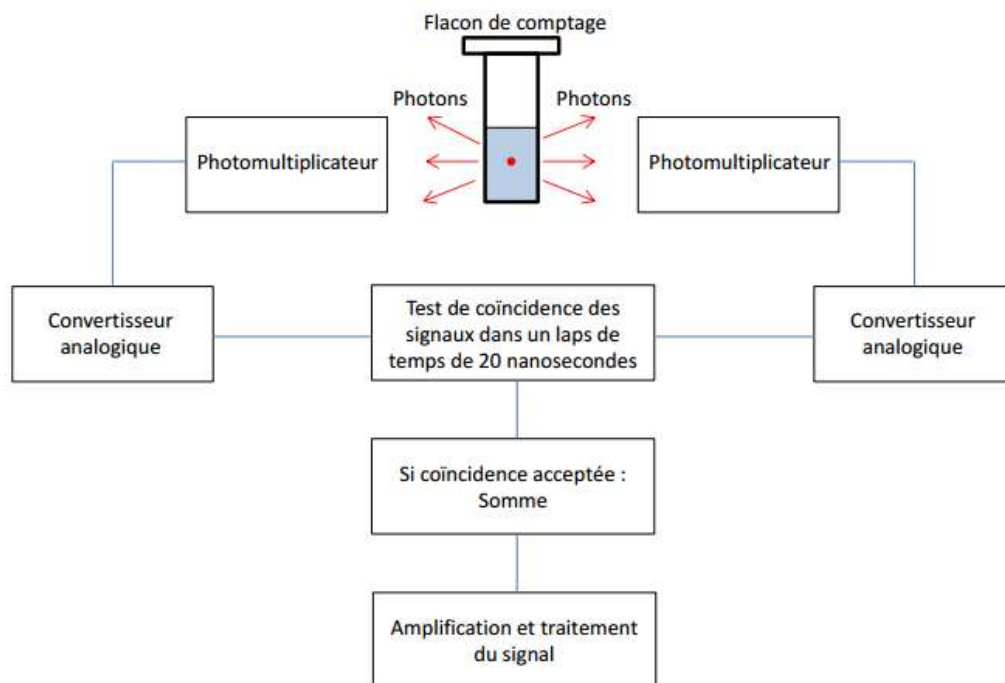 Flacon de comptage
Photons
Photons
Photomultiplicateur
Photomultiplicateur
Convertisseur
analogique
Test de coïncidence des
signaux dans un laps de
temps de 20 nanosecondes
Convertisseur
analogique
Si coïncidence acceptée :
Somme
Amplification et traitement
du signal